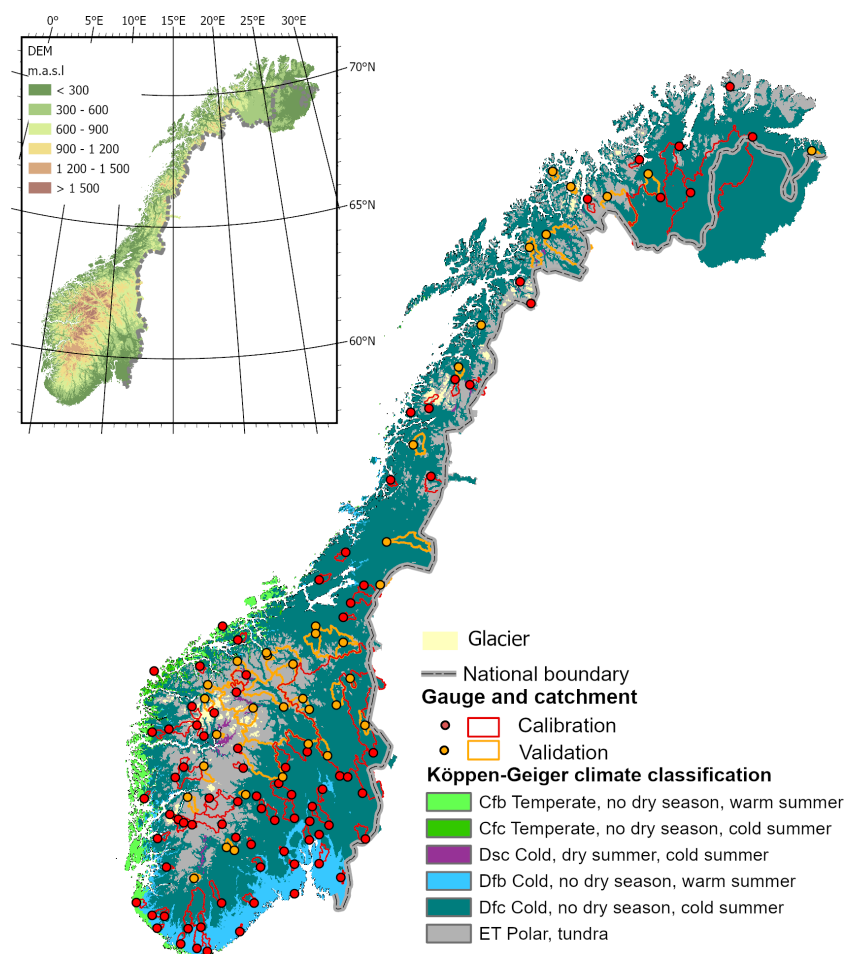 0° 5°E 10°E 15°E 20°E 25°E 30°E
DEM
m.a.s.l
< 300
300 - 600
600 - 900
900 - 1 200
1 200 - 1 500
> 1 500
70°N
65°N
60°N
Glacier
National boundary
Gauge and catchment
Calibration
Validation
Köppen-Geiger climate classification
Cfb Temperate, no dry season, warm summer
Cfc Temperate, no dry season, cold summer
Dsc Cold, dry summer, cold summer
Dfb Cold, no dry season, warm summer
Dfc Cold, no dry season, cold summer
ET Polar, tundra